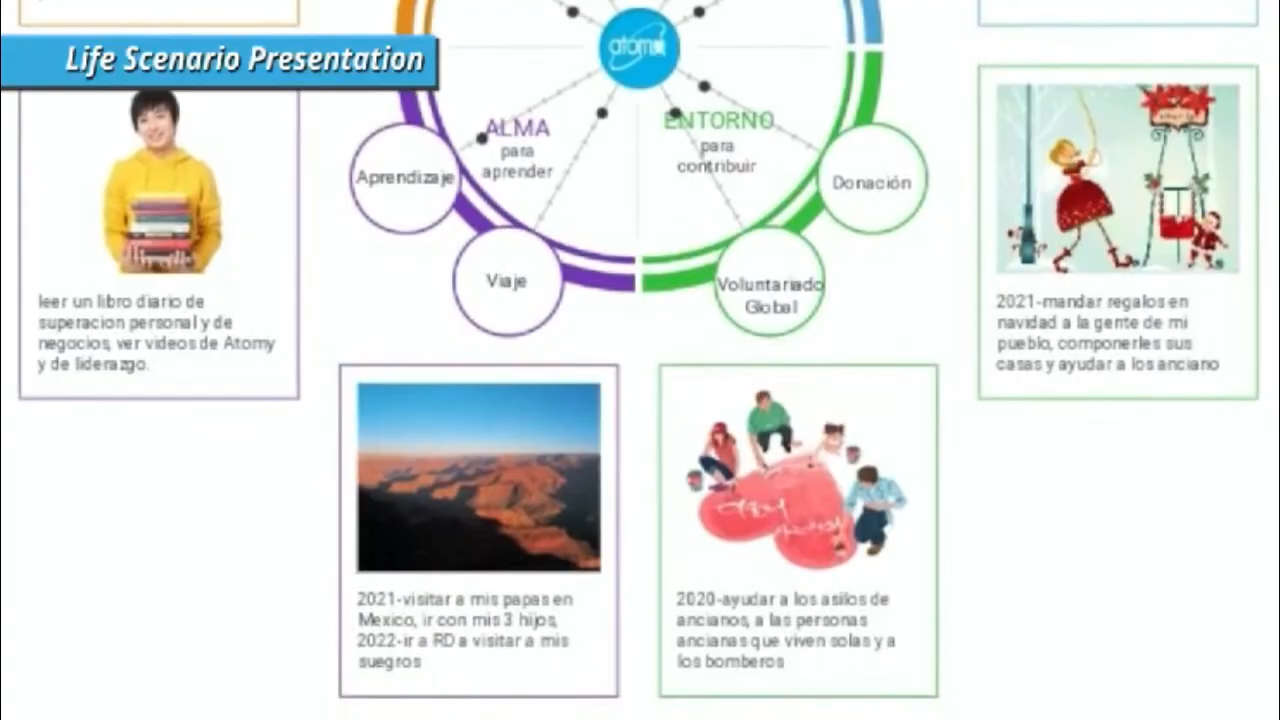 Life Scenario Presentation
atom
ALMA
para
aprender
ENTORNO
para
contribuir
Aprendizaje
Donación
Viaje
Voluntariado
Global
leer un libro diario de
superacion personal y de
negocios, ver videos de Atomy
y de liderazgo.
2021-mandar regalos en
navidad a la gente de mi
pueblo, componerles sus
casas y ayudar a los anciano
2021-visitar a mis papas en
Mexico, ir con mis 3 hijos,
2022-ir a RD a visitar a mis
suegros
2020-ayudar a los asilos de
ancianos, a las personas
ancianas que viven solas y a
los bomberos